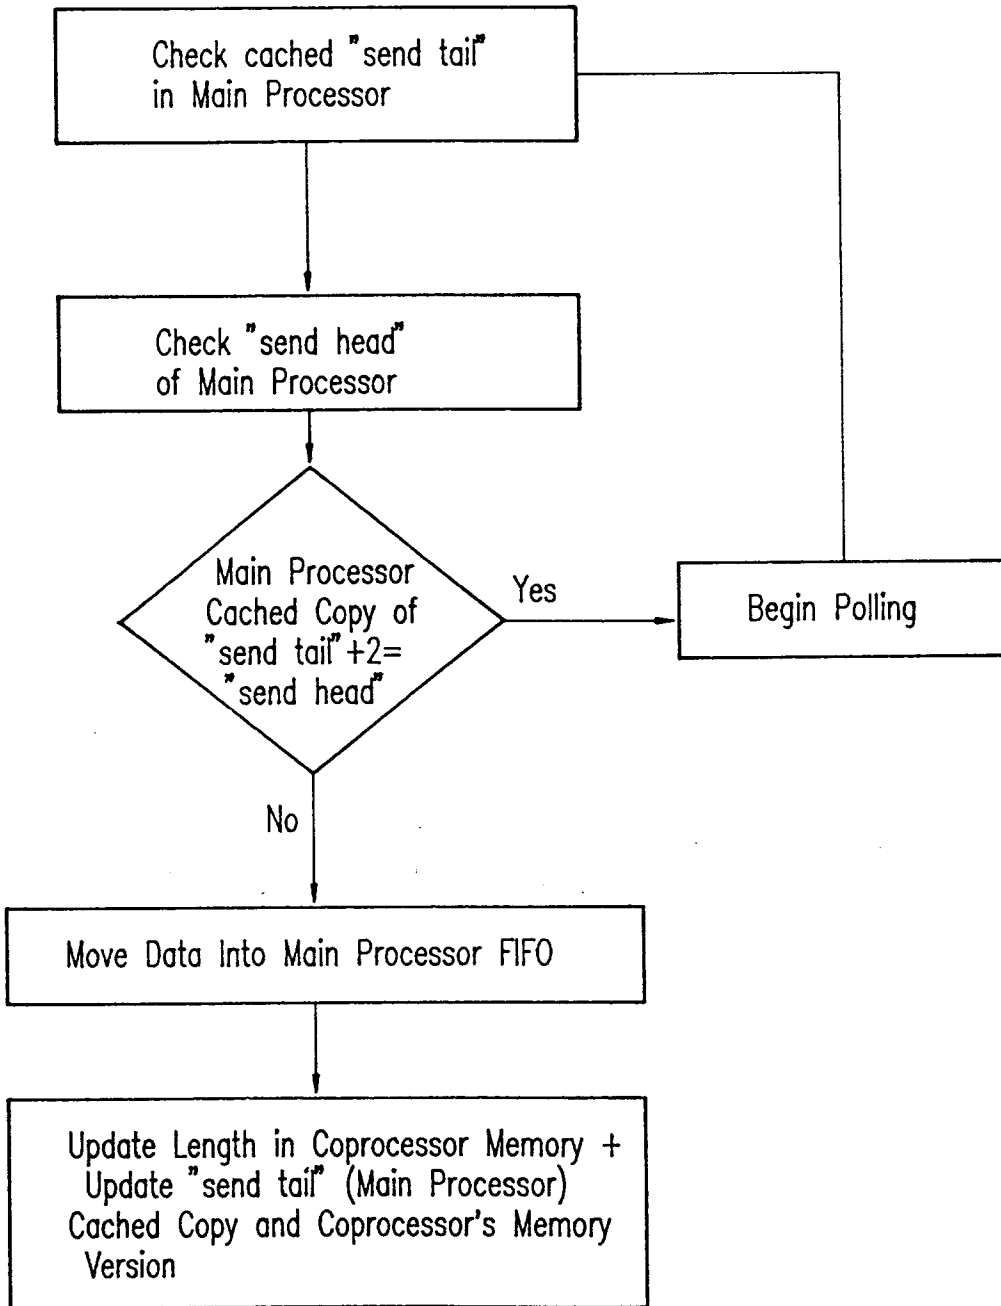 Check cached "send tail"
in Main Processor
Check "send head"
of Main Processor
Main Processor
Cached Copy of
"send tail"+2=
"send head"
Yes
Begin Polling
No
Move Data Into Main Processor FIFO
Update Length in Coprocessor Memory +
Update "send tail" (Main Processor)
Cached Copy and Coprocessor's Memory
Version